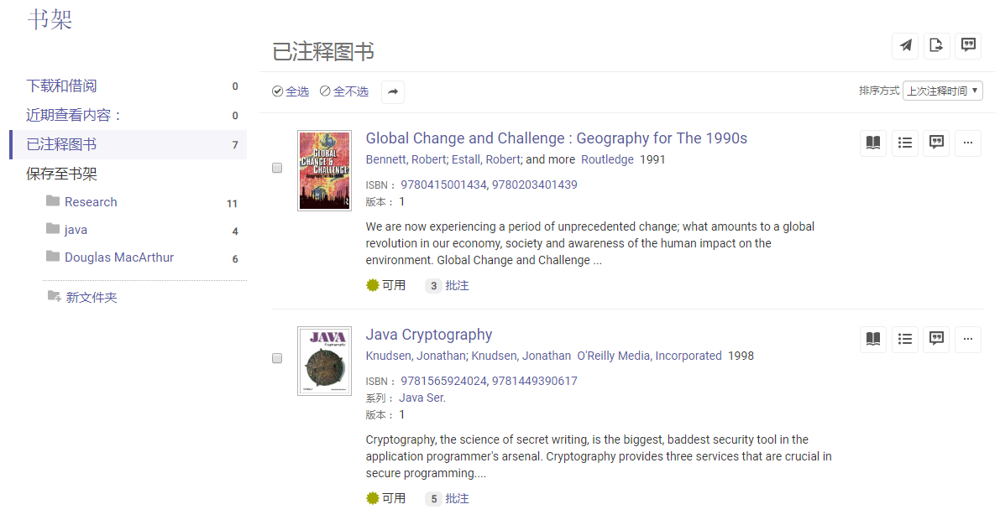 书架
下载和借阅 0
近期查看内容： 0
已注释图书 7
保存至书架
Research 11
java 4
Douglas MacArthur 6
新文件夹
已注释图书
全选 全不选
排序方式 上次注释时间
GLOBAL
CHANGE &
CHALLENGE
Geography for The 1990s
Global Change and Challenge : Geography for The 1990s
Bennett, Robert; Estall, Robert; and more Routledge 1991
ISBN： 9780415001434, 9780203401439
版本： 1
We are now experiencing a period of unprecedented change; what amounts to a global
revolution in our economy, society and awareness of the human impact on the
environment. Global Change and Challenge ...
可用 3 批注
JAVA
Cryptography
Java Cryptography
Knudsen, Jonathan; Knudsen, Jonathan O'Reilly Media, Incorporated 1998
ISBN： 9781565924024, 9781449390617
系列： Java Ser.
版本： 1
Cryptography, the science of secret writing, is the biggest, baddest security tool in the
application programmer's arsenal. Cryptography provides three services that are crucial in
secure programming....
可用 5 批注